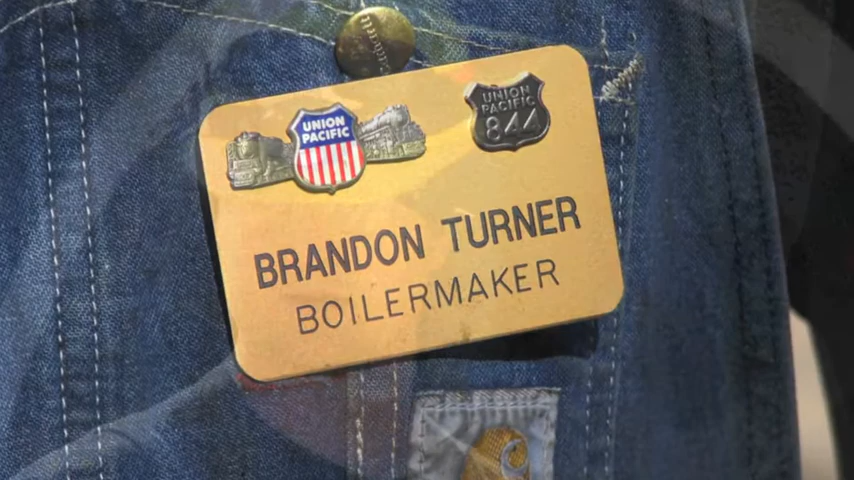 UNION
PACIFIC
UNION
PACIFIC
844
BRANDON TURNER
BOILERMAKER